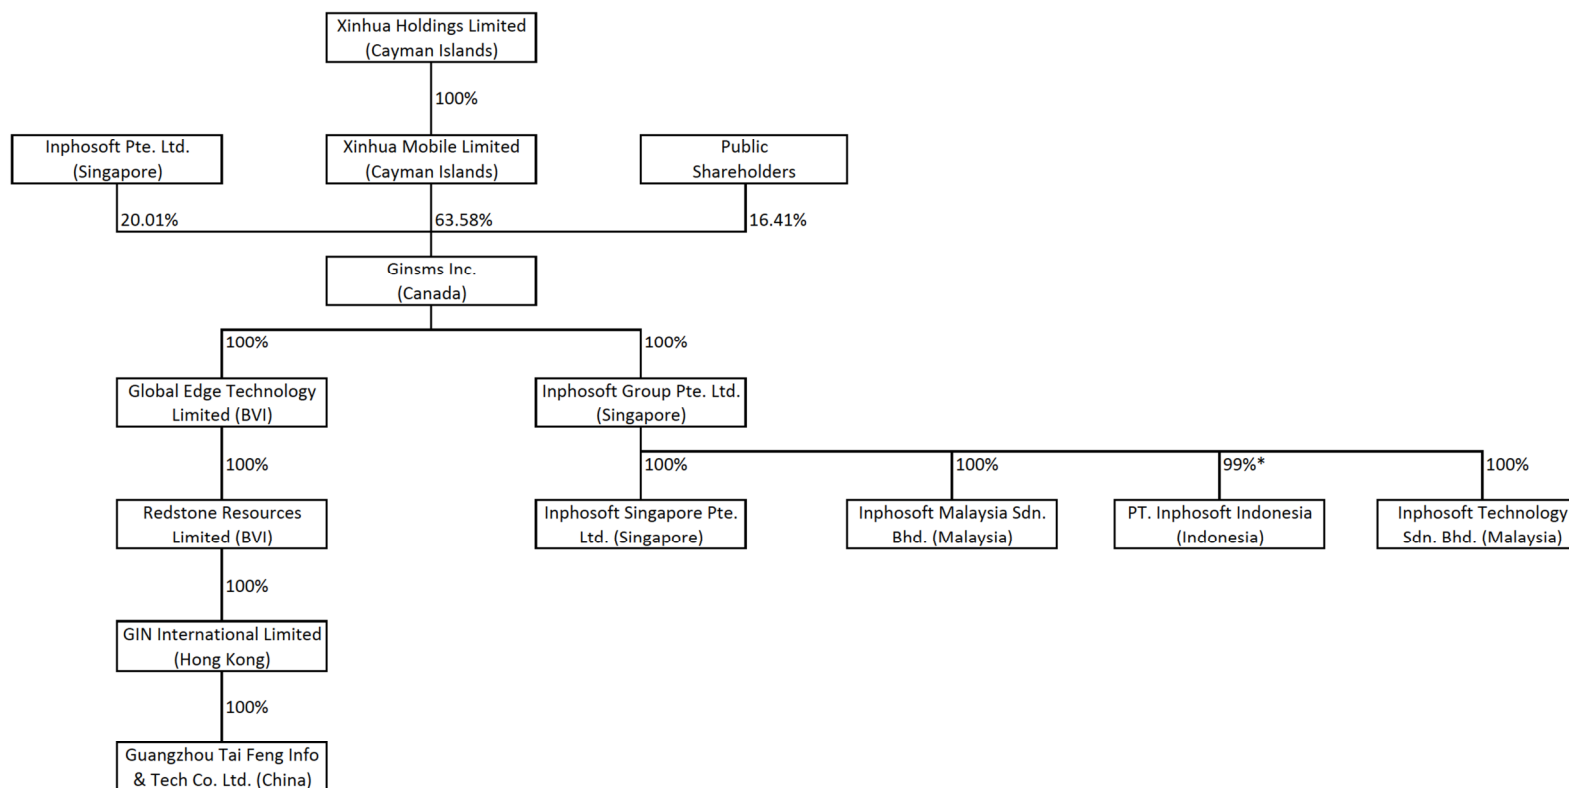 Xinhua Holdings Limited
(Cayman Islands)
100%
Inphosoft Pte. Ltd.
(Singapore)
Xinhua Mobile Limited
(Cayman Islands)
Public
Shareholders
20.01%
63.58%
16.41%
Ginsms Inc.
(Canada)
100%
100%
Global Edge Technology
Limited (BVI)
Inphosoft Group Pte. Ltd.
(Singapore)
100%
100%
100%
99%*
100%
Redstone Resources
Limited (BVI)
Inphosoft Singapore Pte.
Ltd. (Singapore)
Inphosoft Malaysia Sdn.
Bhd. (Malaysia)
PT. Inphosoft Indonesia
(Indonesia)
Inphosoft Technology
Sdn. Bhd. (Malaysia)
100%
GIN International Limited
(Hong Kong)
100%
Guangzhou Tai Feng Info
& Tech Co. Ltd. (China)